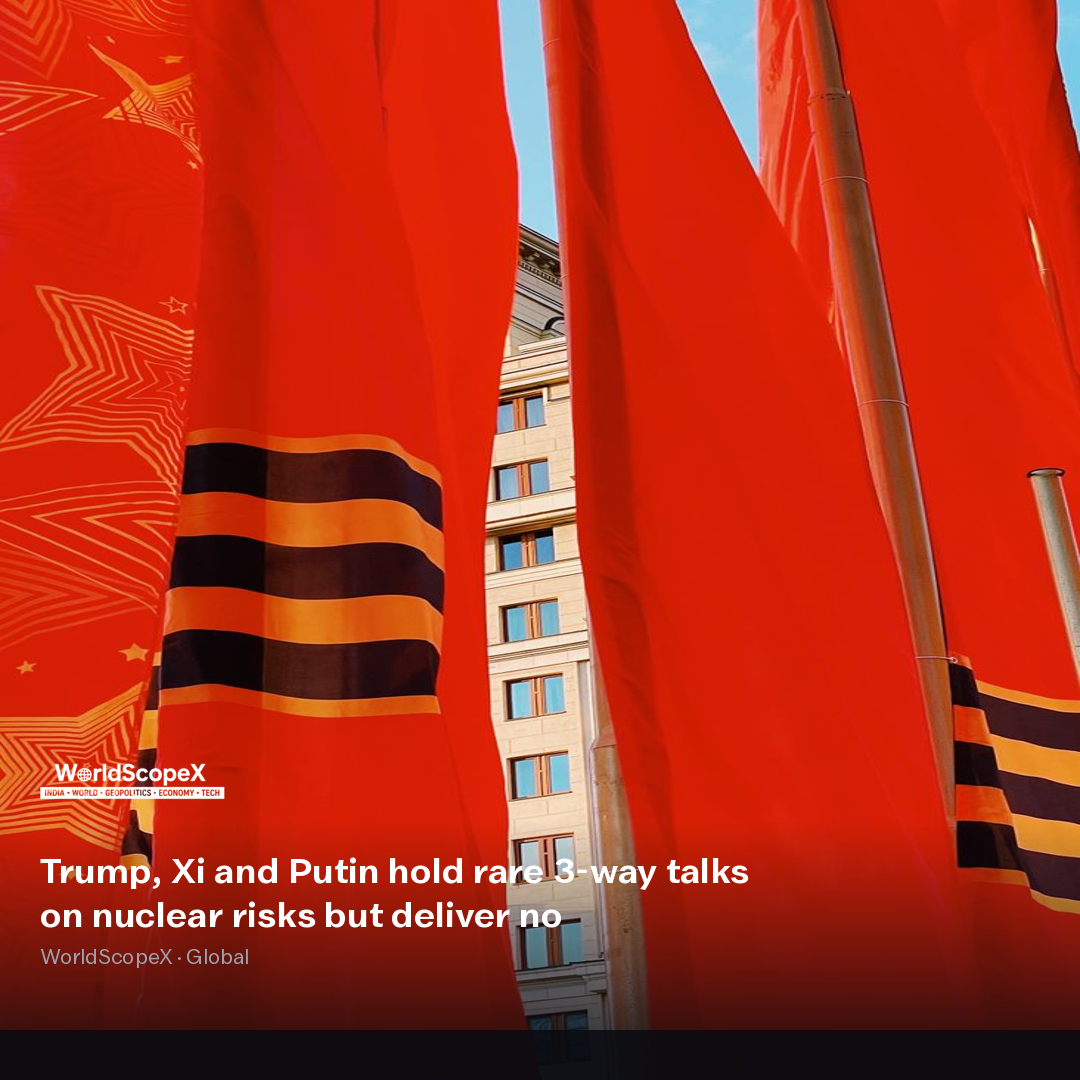 WorldScopeX
INDIA • WORLD • GEOPOLITICS • ECONOMY • TECH
Trump, Xi and Putin hold rare 3-way talks
on nuclear risks but deliver no
WorldScopeX · Global